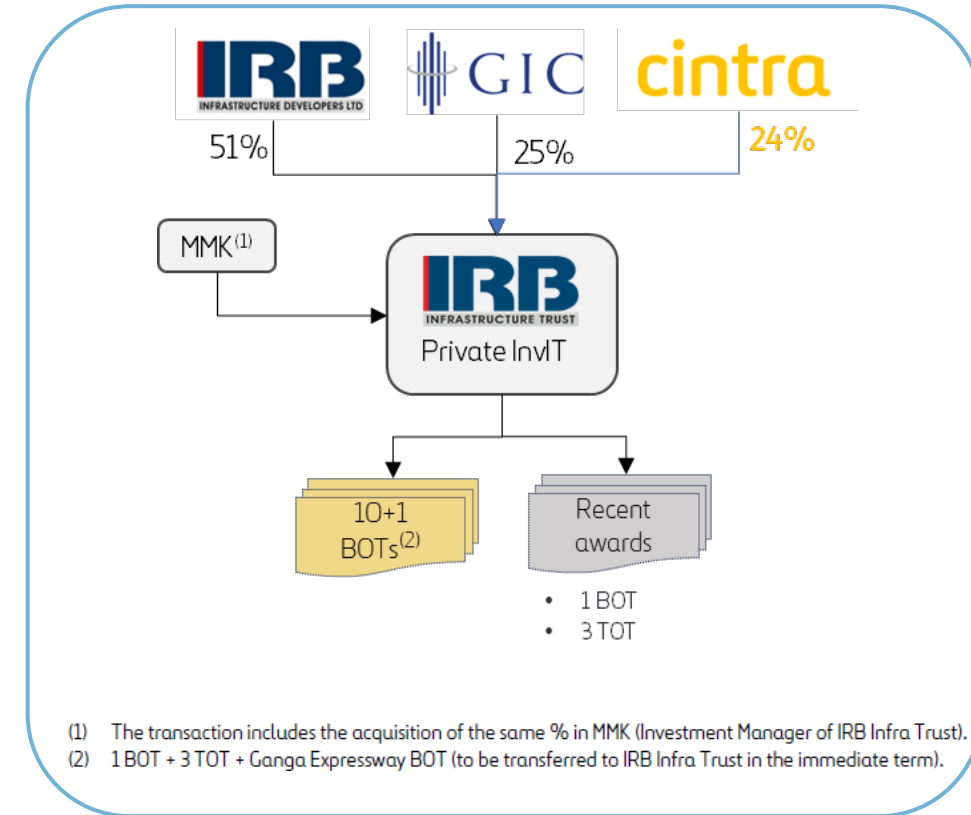 IRB
INFRASTRUCTURE DEVELOPERS LTD
GIC
cintra
51%
25%
24%
MMK(1)
IRB
INFRASTRUCTURE TRUST
Private InvIT
10+1
BOTs(2)
Recent
awards
• 1 BOT
• 3 TOT
(1) The transaction includes the acquisition of the same % in MMK (Investment Manager of IRB Infra Trust).
(2) 1 BOT + 3 TOT + Ganga Expressway BOT (to be transferred to IRB Infra Trust in the immediate term).